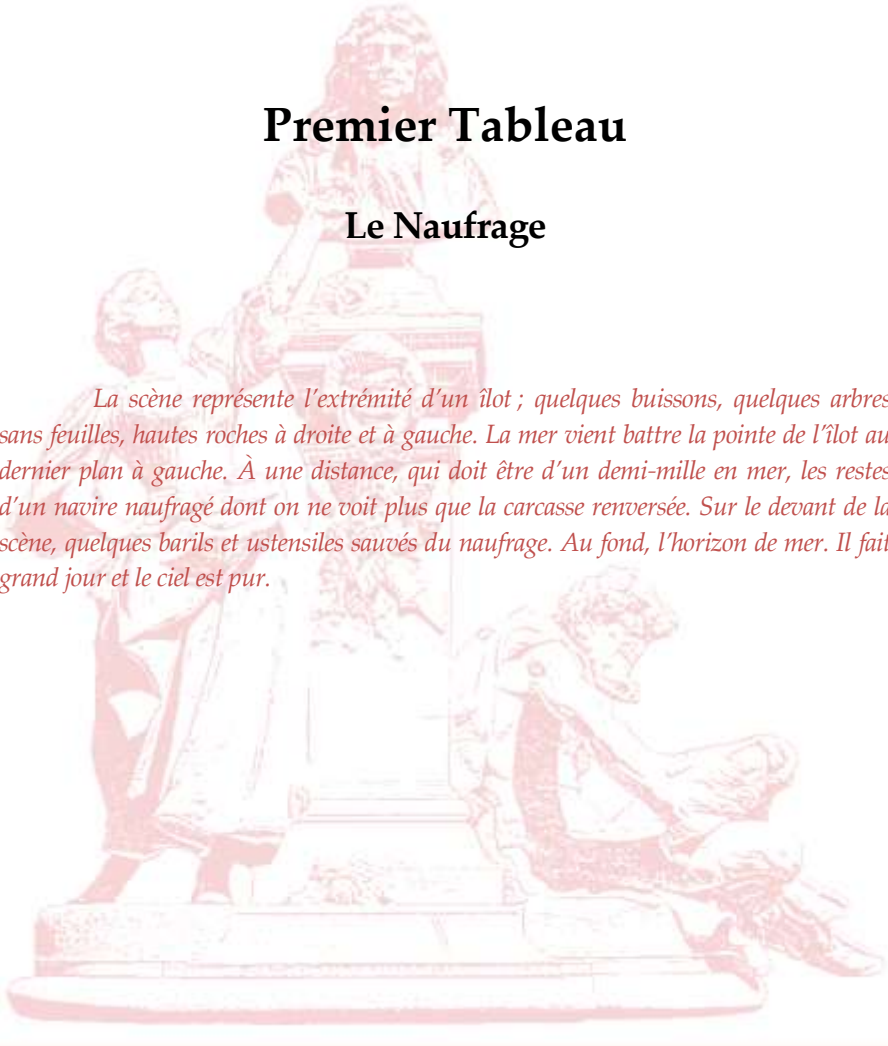 Premier Tableau
Le Naufrage
La scène représente l’extrémité d’un îlot ; quelques buissons, quelques arbres
sans feuilles, hautes roches à droite et à gauche. La mer vient battre la pointe de l’îlot au
dernier plan à gauche. À une distance, qui doit être d’un demi-mille en mer, les restes
d’un navire naufragé dont on ne voit plus que la carcasse renversée. Sur le devant de la
scène, quelques barils et ustensiles sauvés du naufrage. Au fond, l’horizon de mer. Il fait
grand jour et le ciel est pur.